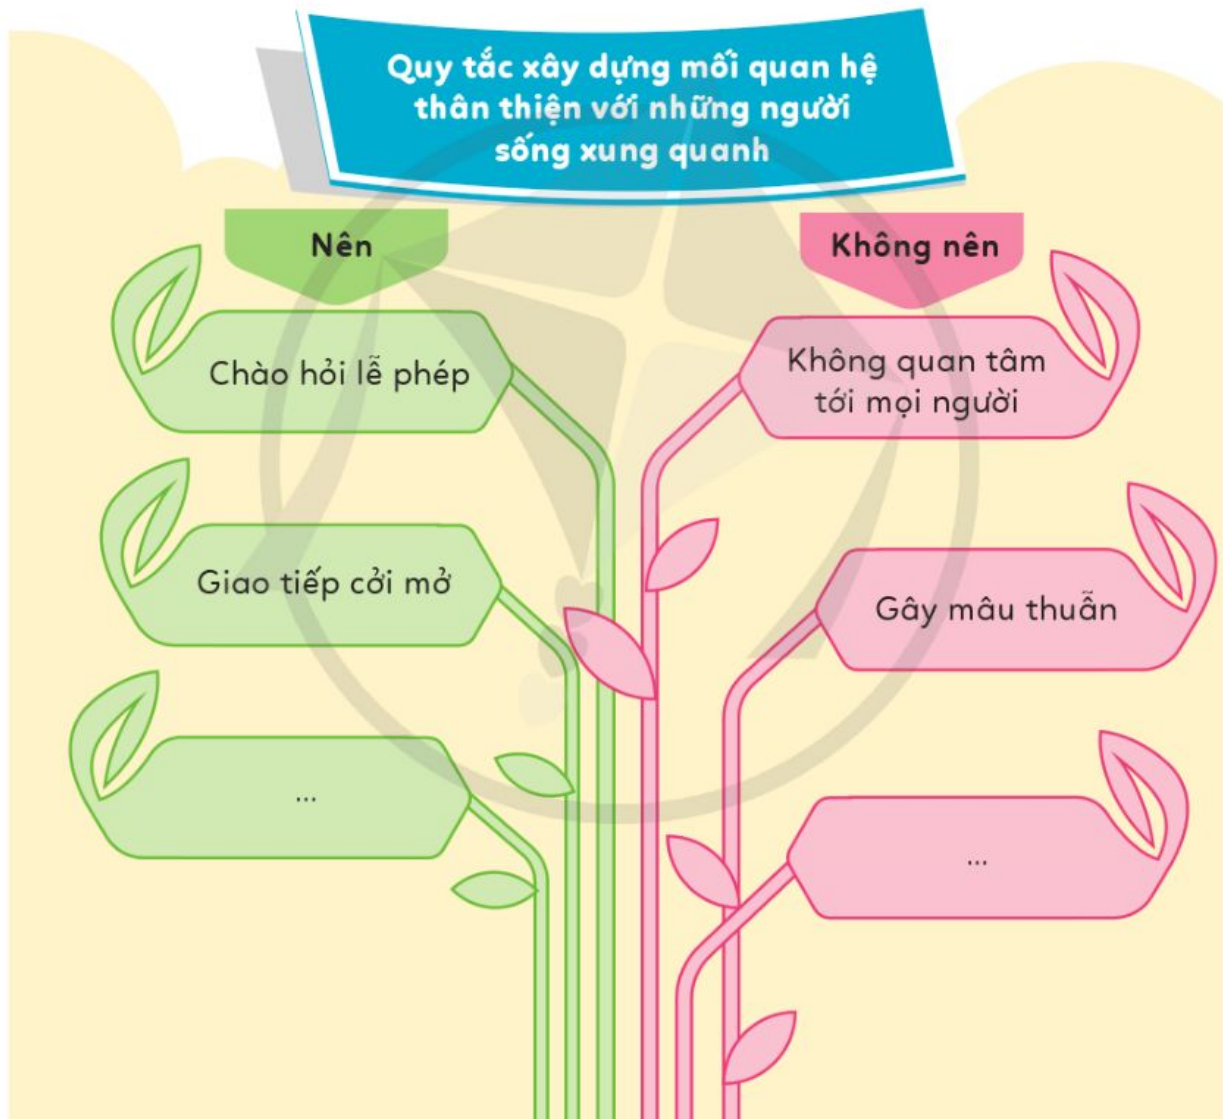 Quy tắc xây dựng mối quan hệ
thân thiện với những người
sống xung quanh
Nên
Chào hỏi lễ phép
Giao tiếp cởi mở
...
Không nên
Không quan tâm
tới mọi người
Gây mâu thuẫn
...